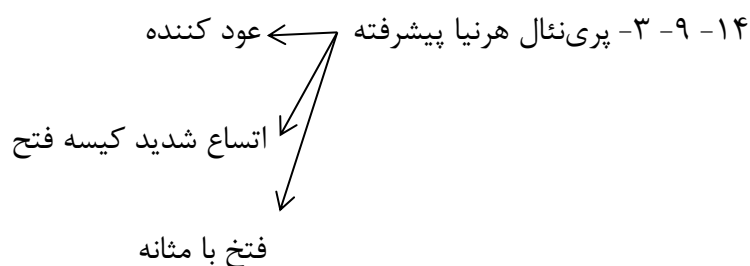 ۱۴- ۹- ۳- پری‌نئال هرنیا پیشرفته عود کننده
اتساع شدید کیسه فتح
فتخ با مثانه